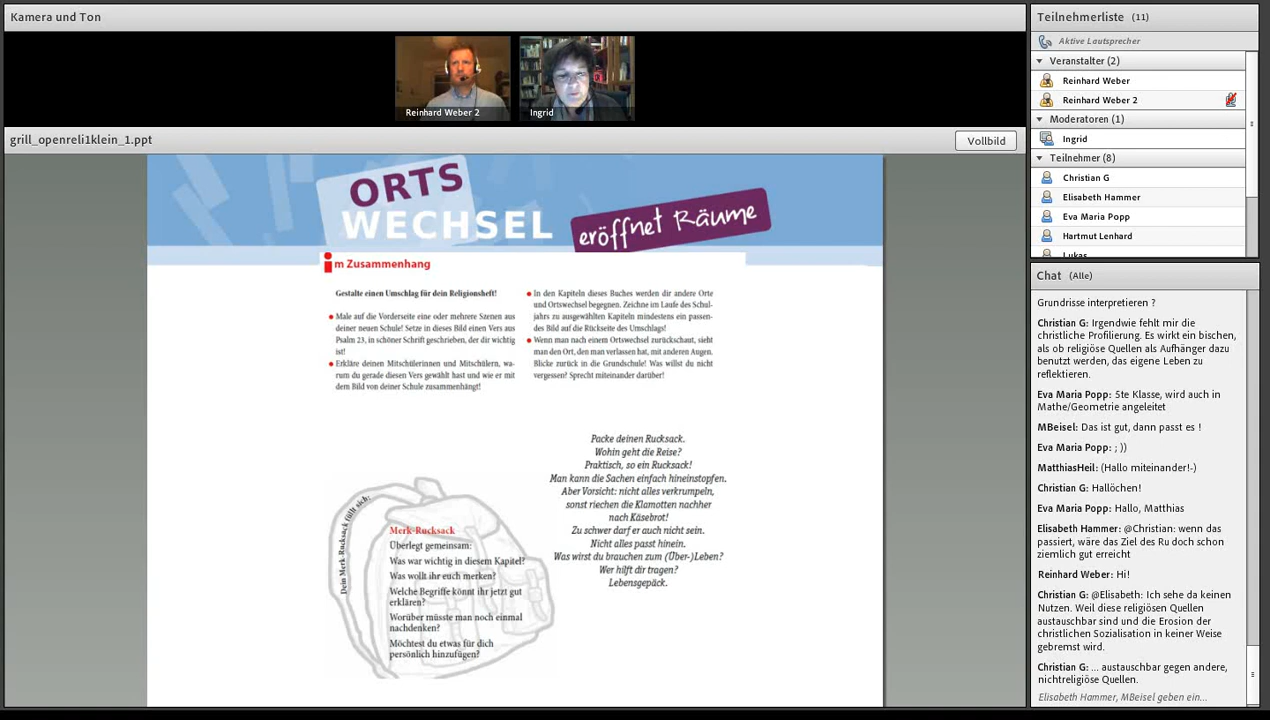 Kamera und Ton
Reinhard Weber 2
Ingrid
grill_openreli1klein_1.ppt
Vollbild
ORTS
WECHSEL
eröffnet Räume
im Zusammenhang
Gestalte einen Umschlag für dein Religionsheft!
Male auf die Vorderseite eine oder mehrere Szenen aus
deiner neuen Schule! Setze in dieses Bild einen Vers aus
Psalm 23, in schöner Schrift geschrieben, der dir wichtig
ist!
Erkläre deinen Mitschülerinnen und Mitschülern, wa-
rum du gerade diesen Vers gewählt hast und wie er mit
dem Bild von deiner Schule zusammenhängt!
In den Kapiteln dieses Buches werden dir andere Orte
und Ortswechsel begegnen. Zeichne im Laufe des Schul-
jahrs zu ausgewählten Kapiteln mindestens ein passen-
des Bild auf die Rückseite des Umschlags!
Wenn man nach einem Ortswechsel zurückschaut, sieht
man den Ort, den man verlassen hat, mit anderen Augen.
Blicke zurück in die Grundschule! Was willst du nicht
vergessen? Sprecht miteinander darüber!
Packe deinen Rucksack.
Wohin geht die Reise?
Praktisch, so ein Rucksack!
Man kann die Sachen einfach hineinstopfen.
Aber Vorsicht: nicht alles verkrumpeln,
sonst riechen die Klamotten nachher
nach Käsebrot!
Zu schwer darf er auch nicht sein.
Nicht alles passt hinein.
Was wirst du brauchen zum (Über-)Leben?
Wer hilft dir tragen?
Lebensgepäck.
Dein Merk-Rucksack füllt sich:
Merk-Rucksack
Überlegt gemeinsam:
Was war wichtig in diesem Kapitel?
Was wollt ihr euch merken?
Welche Begriffe könnt ihr jetzt gut
erklären?
Worüber müsste man noch einmal
nachdenken?
Möchtest du etwas für dich
persönlich hinzufügen?
Teilnehmerliste (11)
Aktive Lautsprecher
Veranstalter (2)
Reinhard Weber
Reinhard Weber 2
Moderatoren (1)
Ingrid
Teilnehmer (8)
Christian G
Elisabeth Hammer
Eva Maria Popp
Hartmut Lenhard
Lukas
Chat (Alle)
Grundrisse interpretieren ?
Christian G: Irgendwie fehlt mir die
christliche Profilierung. Es wirkt ein bischen,
als ob religiöse Quellen als Aufhänger dazu
benutzt werden, das eigene Leben zu
reflektieren.
Eva Maria Popp: 5te Klasse, wird auch in
Mathe/Geometrie angeleitet
MBeisel: Das ist gut, dann passt es !
Eva Maria Popp: ; ))
MatthiasHeil: (Hallo miteinander!-)
Christian G: Hallöchen!
Eva Maria Popp: Hallo, Matthias
Elisabeth Hammer: @Christian: wenn das
passiert, wäre das Ziel des Ru doch schon
ziemlich gut erreicht
Reinhard Weber: Hi!
Christian G: @Elisabeth: Ich sehe da keinen
Nutzen. Weil diese religiösen Quellen
austauschbar sind und die Erosion der
christlichen Sozialisation in keiner Weise
gebremst wird.
Christian G: ... austauschbar gegen andere,
nichtreligiöse Quellen.
Elisabeth Hammer, MBeisel geben ein...